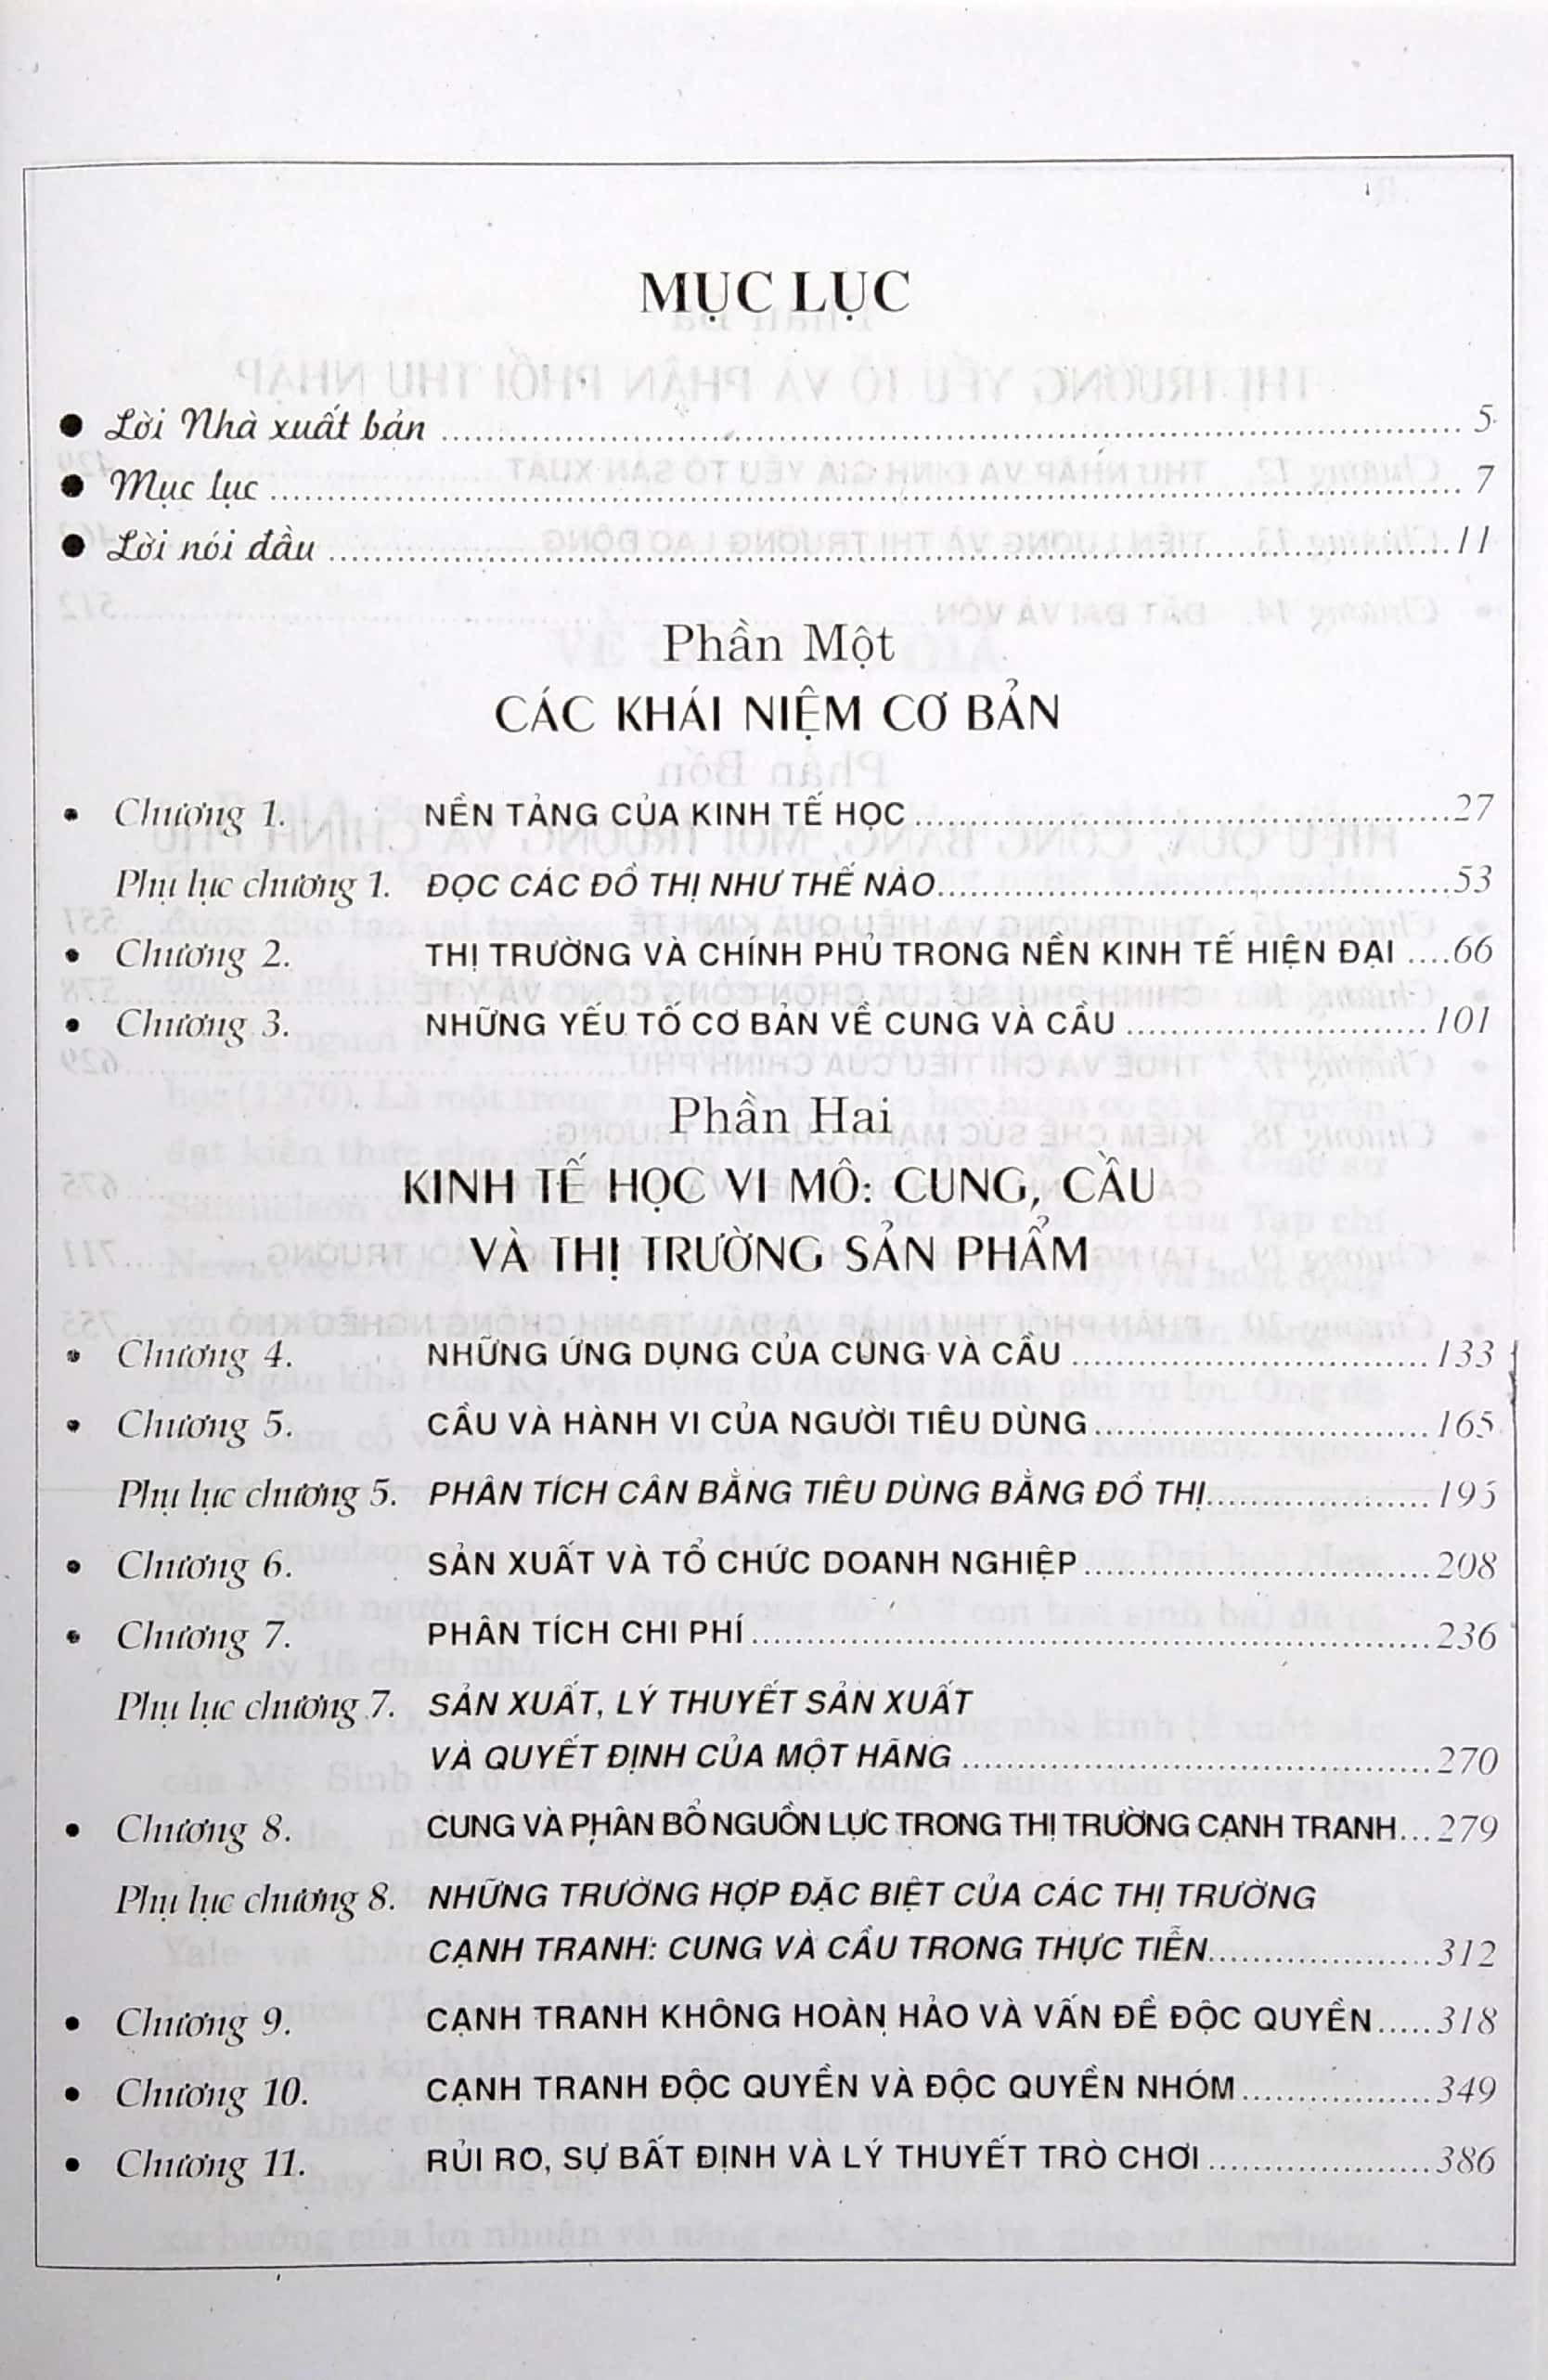 MỤC LỤC
● Lời Nhà xuất bản ........ 5
● Mục lục ........ 7
● Lời nói đầu ........ 11
Phần Một
CÁC KHÁI NIỆM CƠ BẢN
• Chương 1. NỀN TẢNG CỦA KINH TẾ HỌC ........ 27
Phụ lục chương 1. ĐỌC CÁC ĐỒ THỊ NHƯ THẾ NÀO ........ 53
• Chương 2. THỊ TRƯỜNG VÀ CHÍNH PHỦ TRONG NỀN KINH TẾ HIỆN ĐẠI .... 66
• Chương 3. NHỮNG YẾU TỐ CƠ BẢN VỀ CUNG VÀ CẦU ........ 101
Phần Hai
KINH TẾ HỌC VI MÔ: CUNG, CẦU
VÀ THỊ TRƯỜNG SẢN PHẨM
• Chương 4. NHỮNG ỨNG DỤNG CỦA CUNG VÀ CẦU ........ 133
• Chương 5. CẦU VÀ HÀNH VI CỦA NGƯỜI TIÊU DÙNG ........ 165
Phụ lục chương 5. PHÂN TÍCH CÂN BẰNG TIÊU DÙNG BẰNG ĐỒ THỊ ........ 195
• Chương 6. SẢN XUẤT VÀ TỔ CHỨC DOANH NGHIỆP ........ 208
• Chương 7. PHÂN TÍCH CHI PHÍ ........ 236
Phụ lục chương 7. SẢN XUẤT, LÝ THUYẾT SẢN XUẤT
VÀ QUYẾT ĐỊNH CỦA MỘT HÃNG ........ 270
• Chương 8. CUNG VÀ PHÂN BỔ NGUỒN LỰC TRONG THỊ TRƯỜNG CẠNH TRANH ... 279
Phụ lục chương 8. NHỮNG TRƯỜNG HỢP ĐẶC BIỆT CỦA CÁC THỊ TRƯỜNG
CẠNH TRANH: CUNG VÀ CẦU TRONG THỰC TIỄN ........ 312
• Chương 9. CẠNH TRANH KHÔNG HOÀN HẢO VÀ VẤN ĐỀ ĐỘC QUYỀN ..... 318
• Chương 10. CẠNH TRANH ĐỘC QUYỀN VÀ ĐỘC QUYỀN NHÓM ........ 349
• Chương 11. RỦI RO, SỰ BẤT ĐỊNH VÀ LÝ THUYẾT TRÒ CHƠI ........ 386